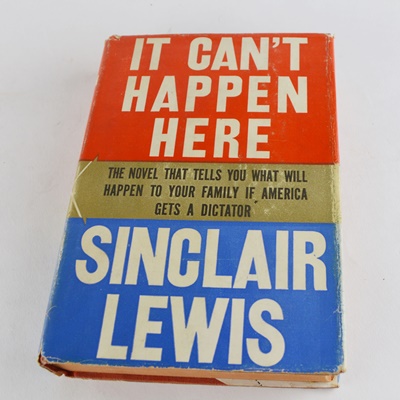 IT CAN'T
HAPPEN
HERE
THE NOVEL THAT TELLS YOU WHAT WILL
HAPPEN TO YOUR FAMILY IF AMERICA
GETS A DICTATOR
SINCLAIR
LEWIS